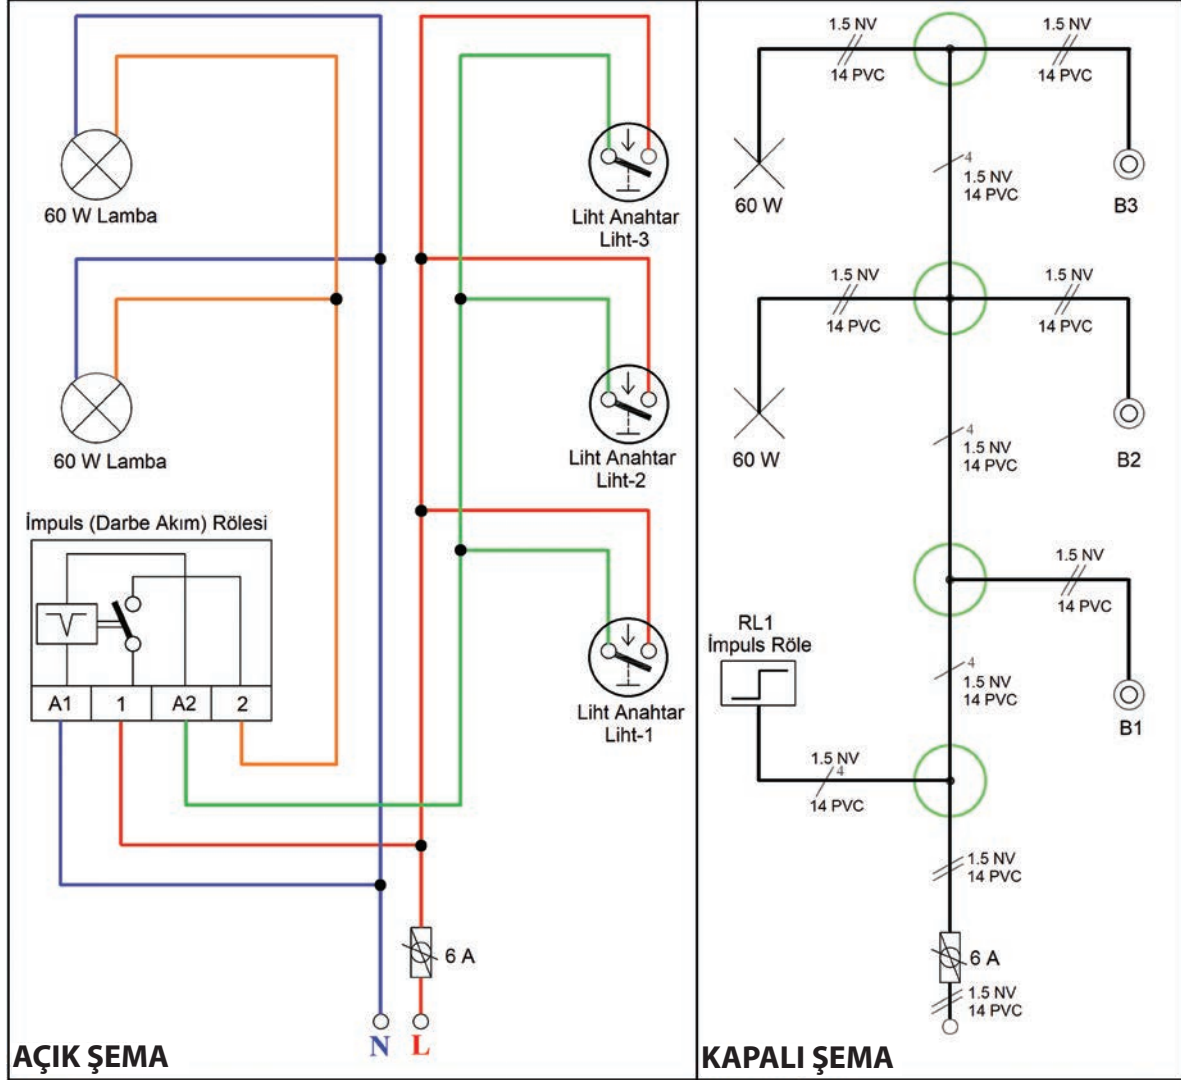 60 W Lamba
60 W Lamba
İmpuls (Darbe Akım) Rölesi
A1 1 A2 2
Liht Anahtar
Liht-3
Liht Anahtar
Liht-2
Liht Anahtar
Liht-1
6 A
N L
AÇIK ŞEMA
1.5 NV
14 PVC
1.5 NV
14 PVC
4
1.5 NV
14 PVC
60 W
B3
1.5 NV
14 PVC
1.5 NV
14 PVC
4
1.5 NV
14 PVC
60 W
B2
1.5 NV
14 PVC
RL1
İmpuls Röle
4
1.5 NV
14 PVC
B1
1.5 NV
4
14 PVC
1.5 NV
14 PVC
6 A
1.5 NV
14 PVC
KAPALI ŞEMA